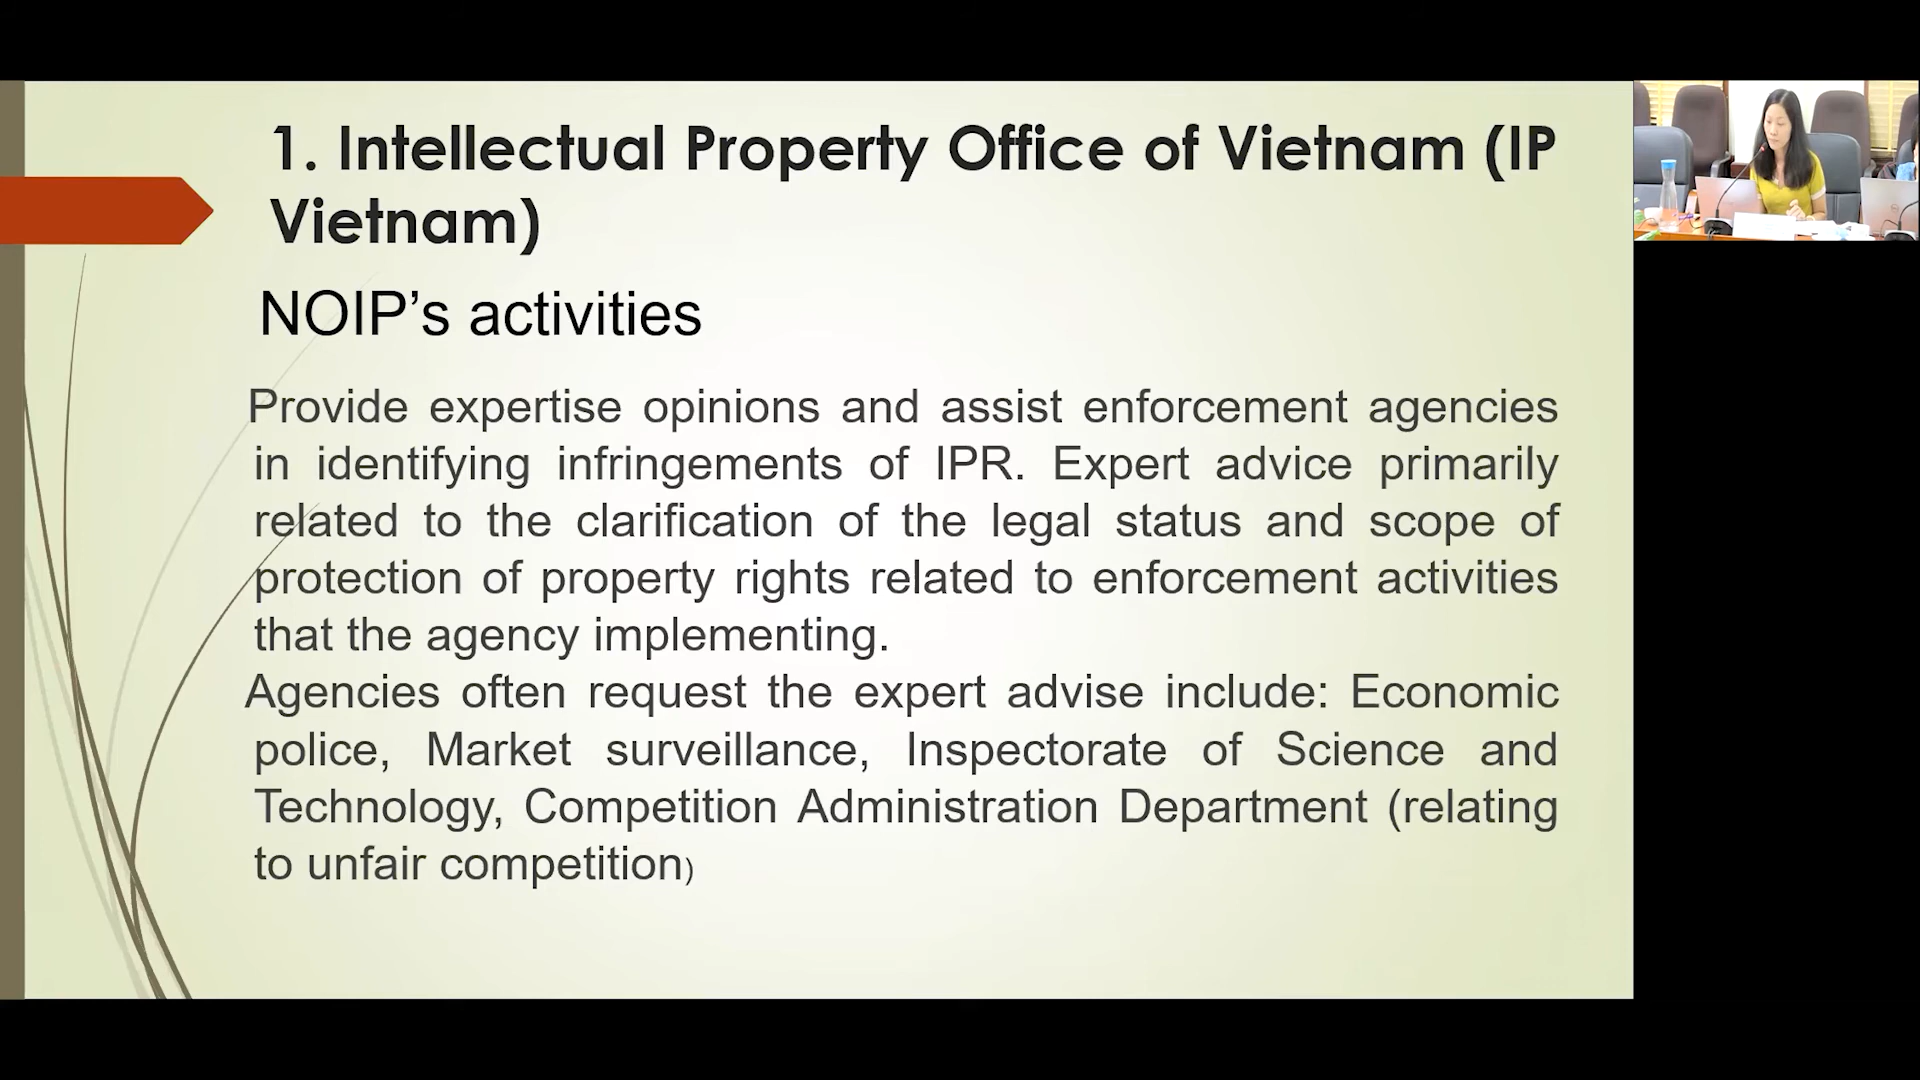 1. Intellectual Property Office of Vietnam (IP
Vietnam)
NOIP’s activities
Provide expertise opinions and assist enforcement agencies
in identifying infringements of IPR. Expert advice primarily
related to the clarification of the legal status and scope of
protection of property rights related to enforcement activities
that the agency implementing.
Agencies often request the expert advise include: Economic
police, Market surveillance, Inspectorate of Science and
Technology, Competition Administration Department (relating
to unfair competition)